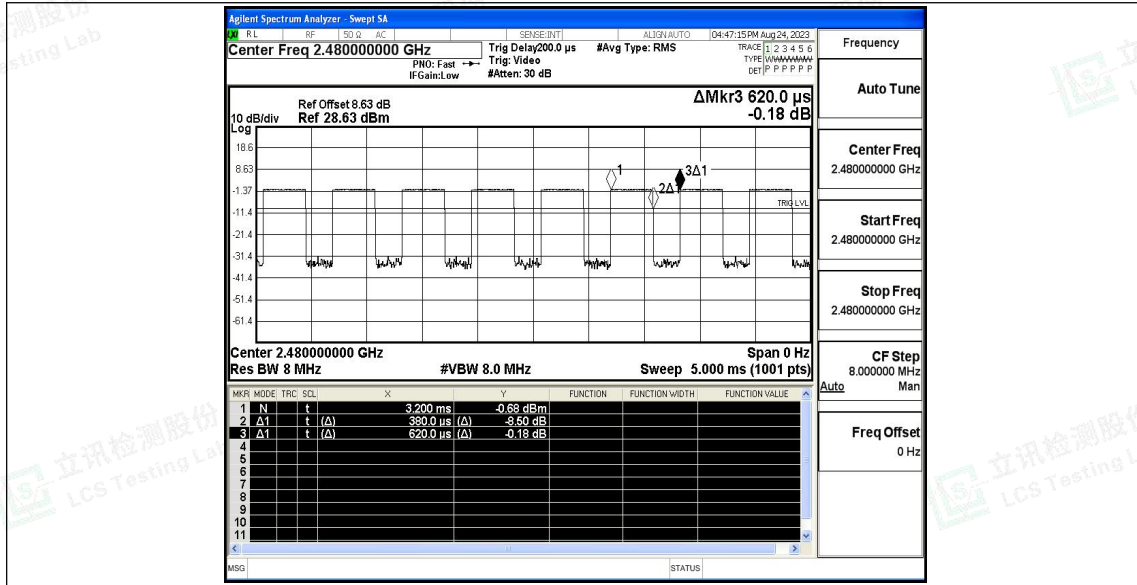 Agilent Spectrum Analyzer - Swept SA
LXI RL RF 50 Ω AC SENSE:INT ALIGN AUTO 04:47:15 PM Aug 24, 2023
Center Freq 2.480000000 GHz
PNO: Fast
IFGain:Low
Trig Delay200.0 µs
Trig: Video
#Atten: 30 dB
#Avg Type: RMS
TRACE 1 2 3 4 5 6
TYPE WWWWWW
DET P P P P P P
Ref Offset 8.63 dB
10 dB/div Ref 28.63 dBm
Log
ΔMkr3 620.0 µs
-0.18 dB
18.6
8.63
-1.37
-11.4
-21.4
-31.4
-41.4
-51.4
-61.4
1
2Δ1
3Δ1
TRIG LVL
Center 2.480000000 GHz Span 0 Hz
Res BW 8 MHz #VBW 8.0 MHz Sweep 5.000 ms (1001 pts)
MKR MODE TRC SCL X Y FUNCTION FUNCTION WIDTH FUNCTION VALUE
1 N t 3.200 ms -0.68 dBm
2 Δ1 t (Δ) 380.0 µs (Δ) -8.50 dB
3 Δ1 t (Δ) 620.0 µs (Δ) -0.18 dB
4
5
6
7
8
9
10
11
MSG STATUS
Frequency
Auto Tune
Center Freq
2.480000000 GHz
Start Freq
2.480000000 GHz
Stop Freq
2.480000000 GHz
CF Step
8.000000 MHz
Auto Man
Freq Offset
0 Hz
立讯检测股份
LCS Testing Lab
立讯检测股份
LCS Testing L